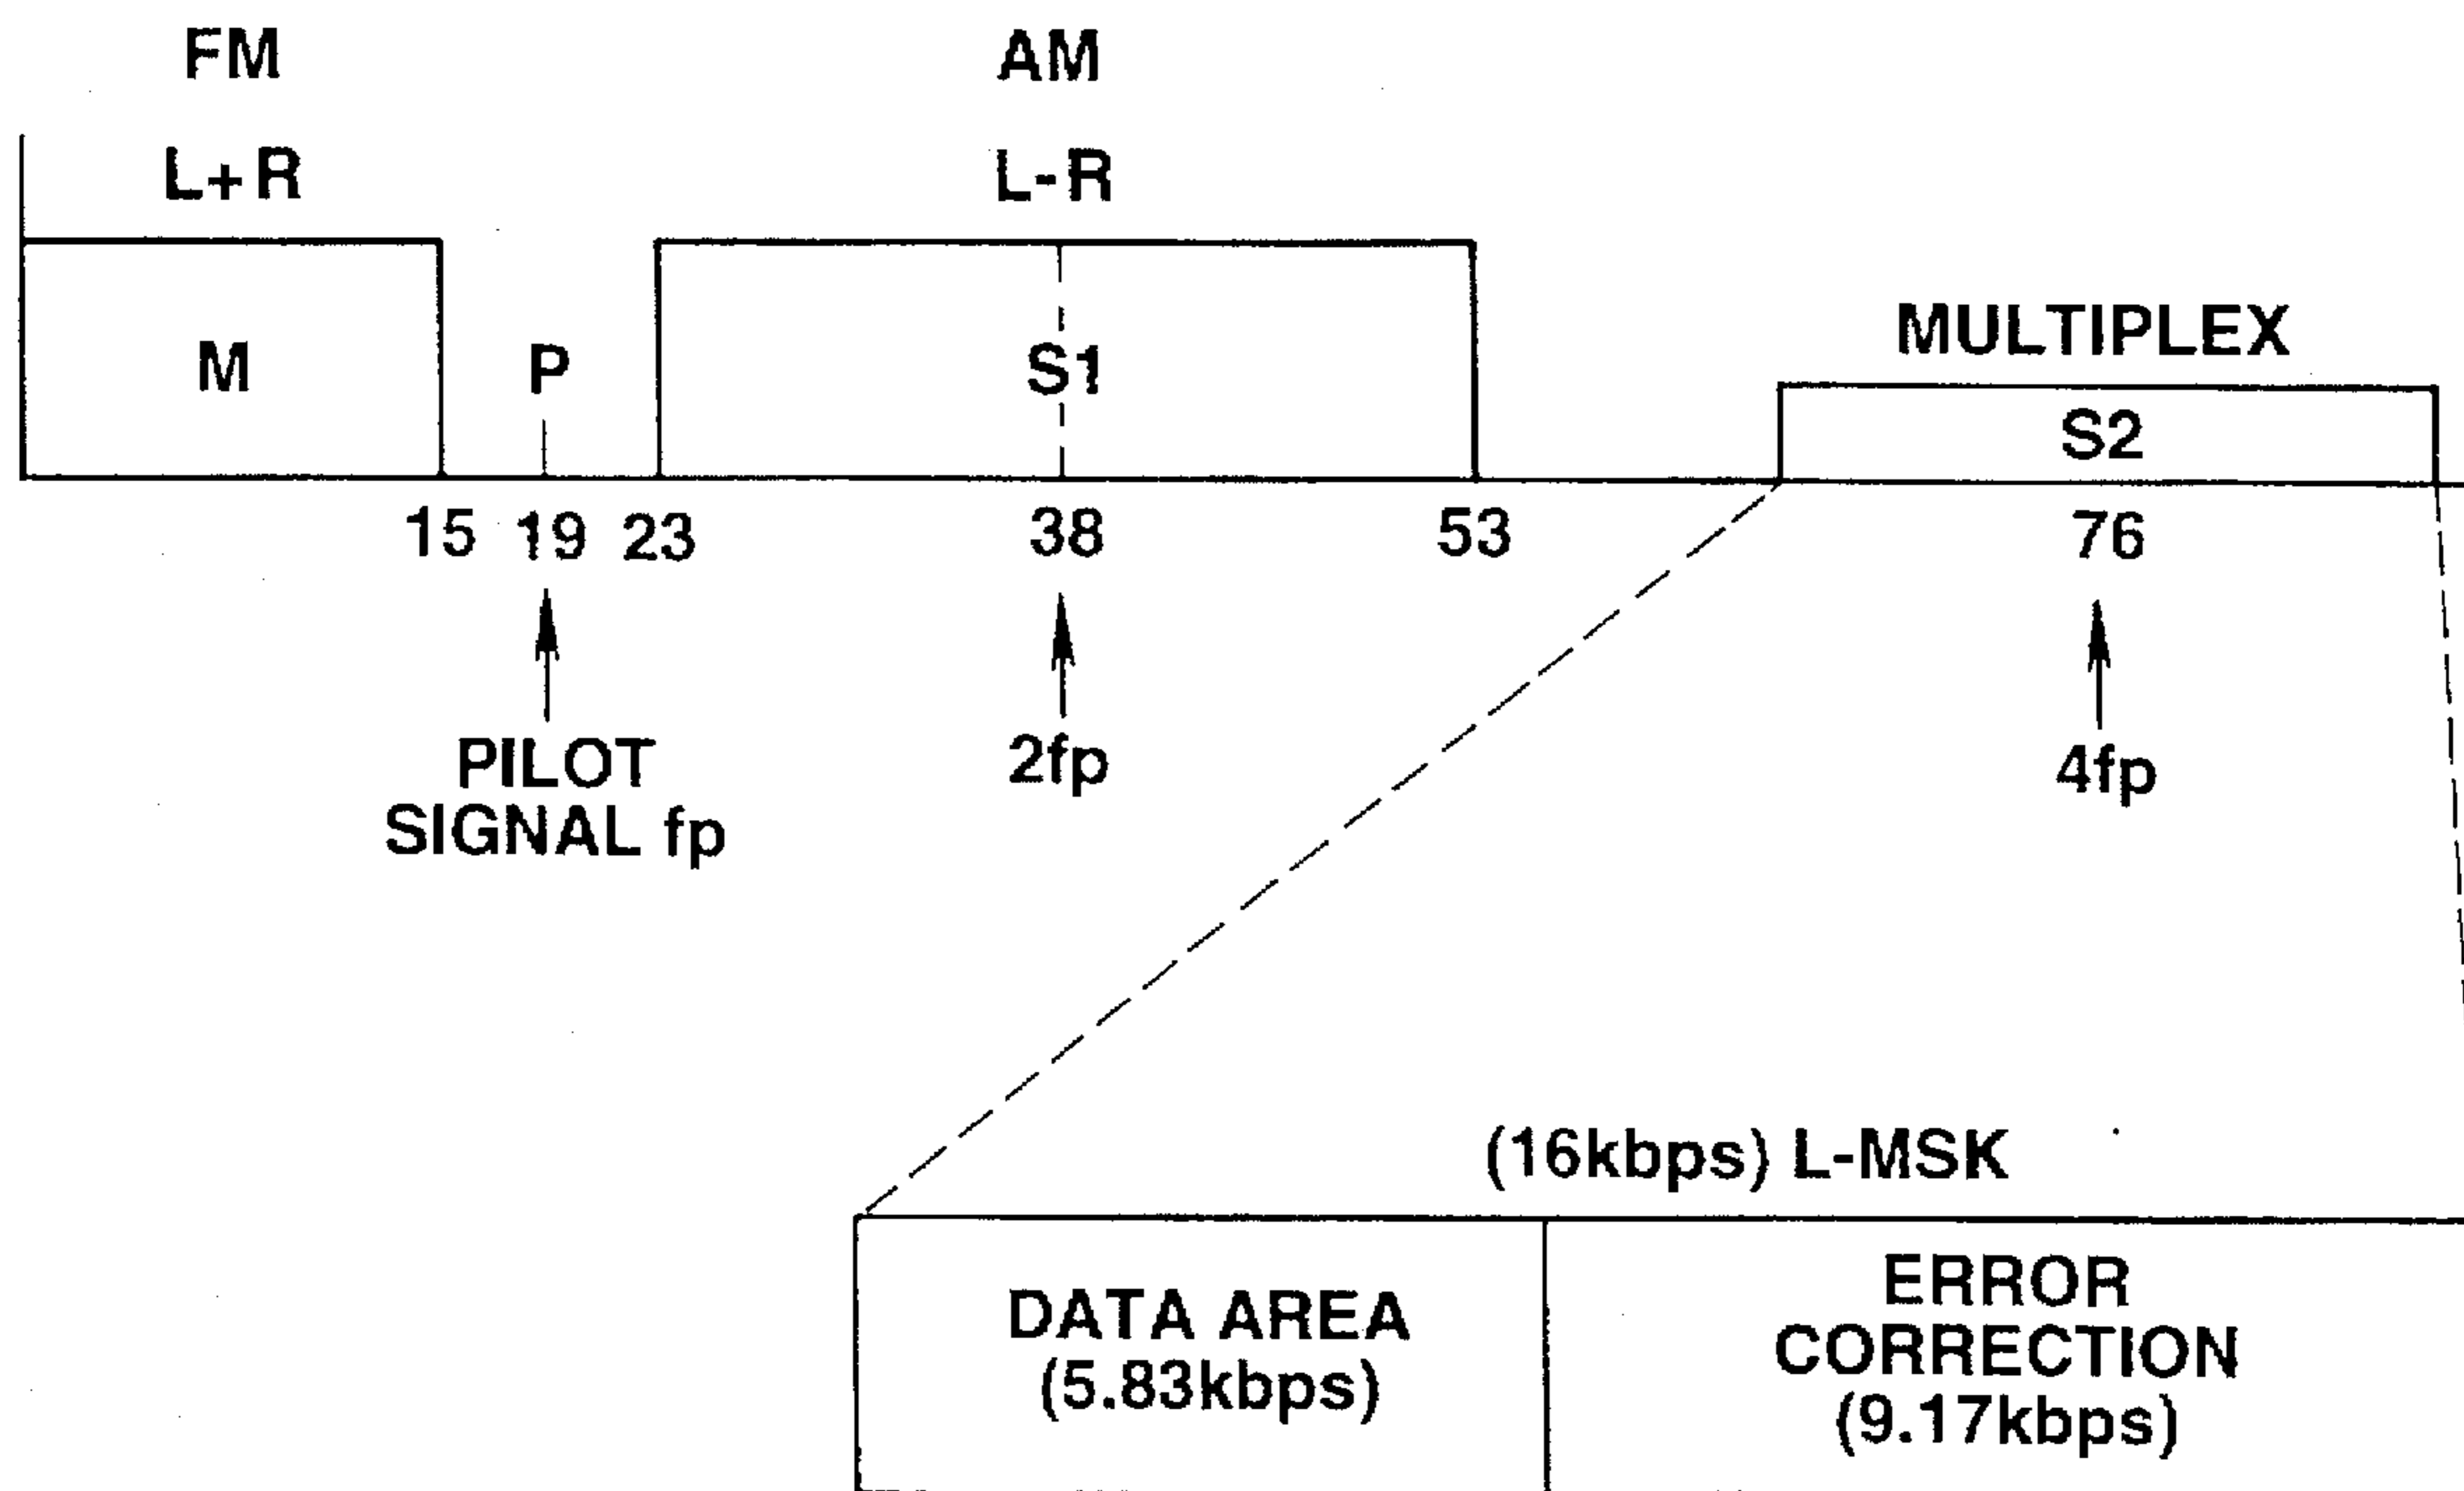 FM
AM
L+R
L-R
MULTIPLEX
M
P
S1
S2
15
19
23
38
53
76
PILOT
SIGNAL fp
2fp
4fp
(16kbps) L-MSK
DATA AREA
(5.83kbps)
ERROR
CORRECTION
(9.17kbps)